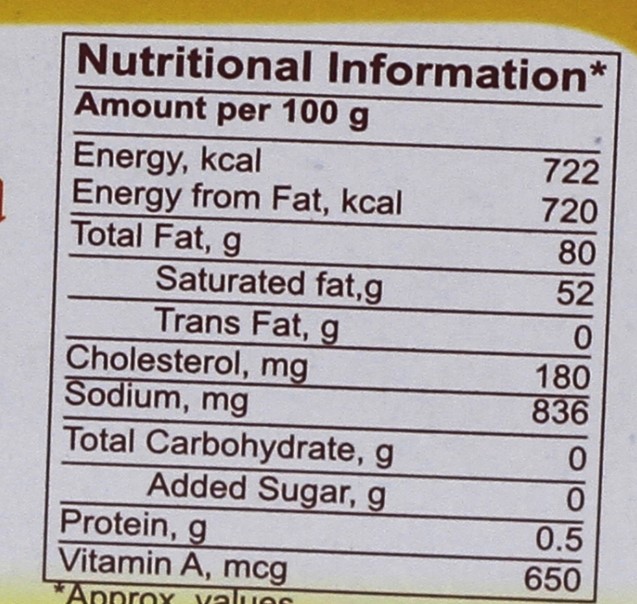 Nutritional Information*
Amount per 100 g
Energy, kcal 722
Energy from Fat, kcal 720
Total Fat, g 80
Saturated fat,g 52
Trans Fat, g 0
Cholesterol, mg 180
Sodium, mg 836
Total Carbohydrate, g 0
Added Sugar, g 0
Protein, g 0.5
Vitamin A, mcg 650
*Approx. values